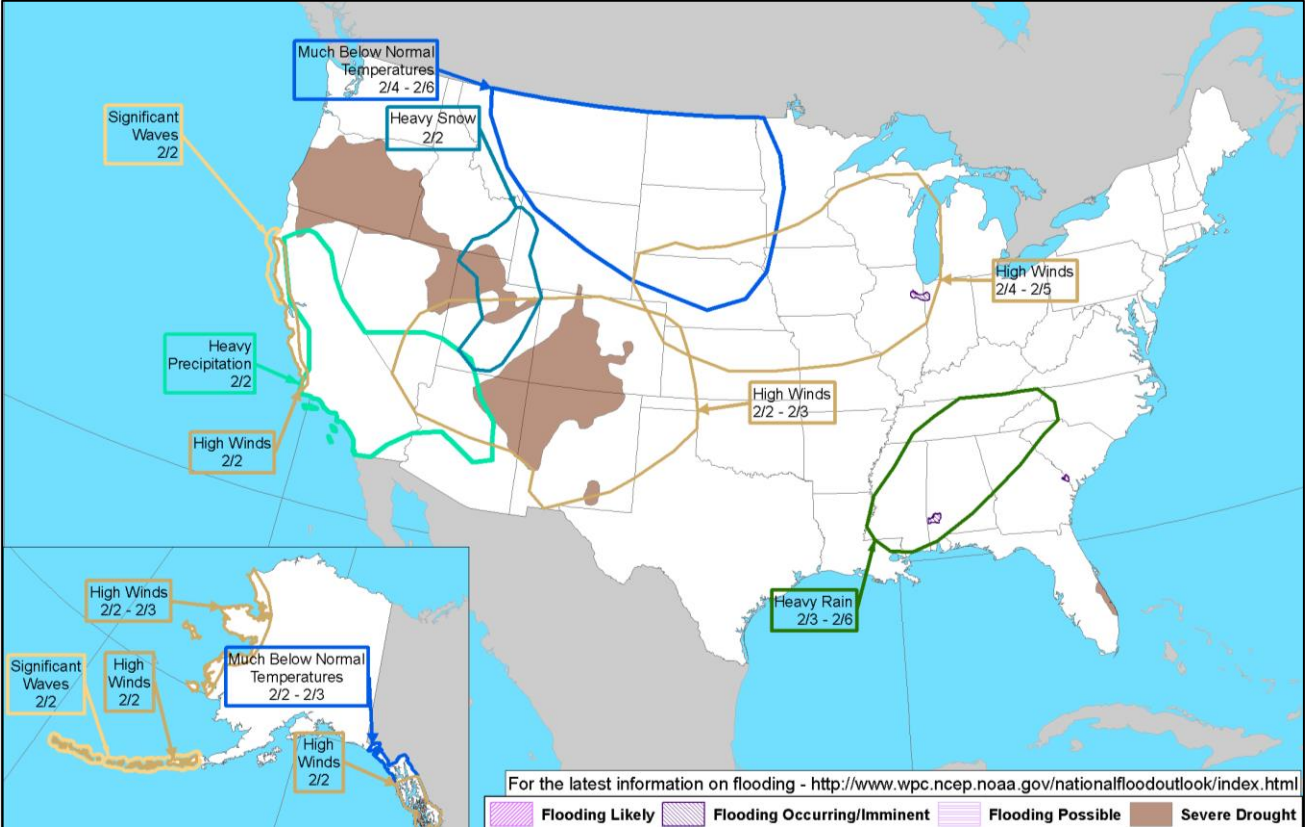 Much Below Normal
Temperatures
2/4 - 2/6
Heavy Snow
2/2
Significant
Waves
2/2
High Winds
2/4 - 2/5
Heavy
Precipitation
2/2
High Winds
2/2 - 2/3
High Winds
2/2
Heavy Rain
2/3 - 2/6
High Winds
2/2 - 2/3
Much Below Normal
Temperatures
2/2 - 2/3
Significant
Waves
2/2
High
Winds
2/2
High
Winds
2/2
For the latest information on flooding - http://www.wpc.ncep.noaa.gov/nationalfloodoutlook/index.html
Flooding Likely
Flooding Occurring/Imminent
Flooding Possible
Severe Drought